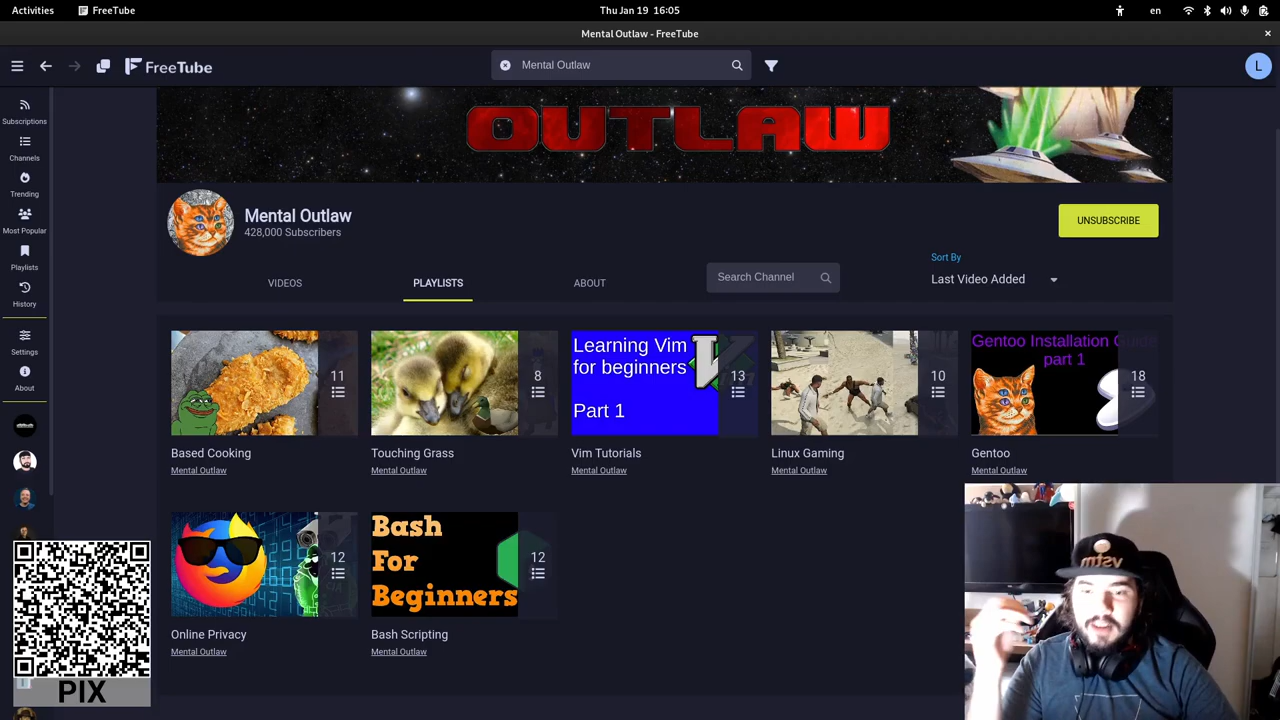 Activities
FreeTube
Thu Jan 19 16:05
en
Mental Outlaw - FreeTube
FreeTube
Mental Outlaw
L
Subscriptions
Channels
Trending
Most Popular
Playlists
History
Settings
About
OUTLAW
Mental Outlaw
428,000 Subscribers
UNSUBSCRIBE
VIDEOS
PLAYLISTS
ABOUT
Search Channel
Sort By
Last Video Added
11
Based Cooking
Mental Outlaw
8
Touching Grass
Mental Outlaw
Learning Vim
for beginners
Part 1
13
Vim Tutorials
Mental Outlaw
10
Linux Gaming
Mental Outlaw
Gentoo Installation Guide
part 1
18
Gentoo
Mental Outlaw
12
Online Privacy
Mental Outlaw
Bash
For
Beginners
12
Bash Scripting
Mental Outlaw
PIX